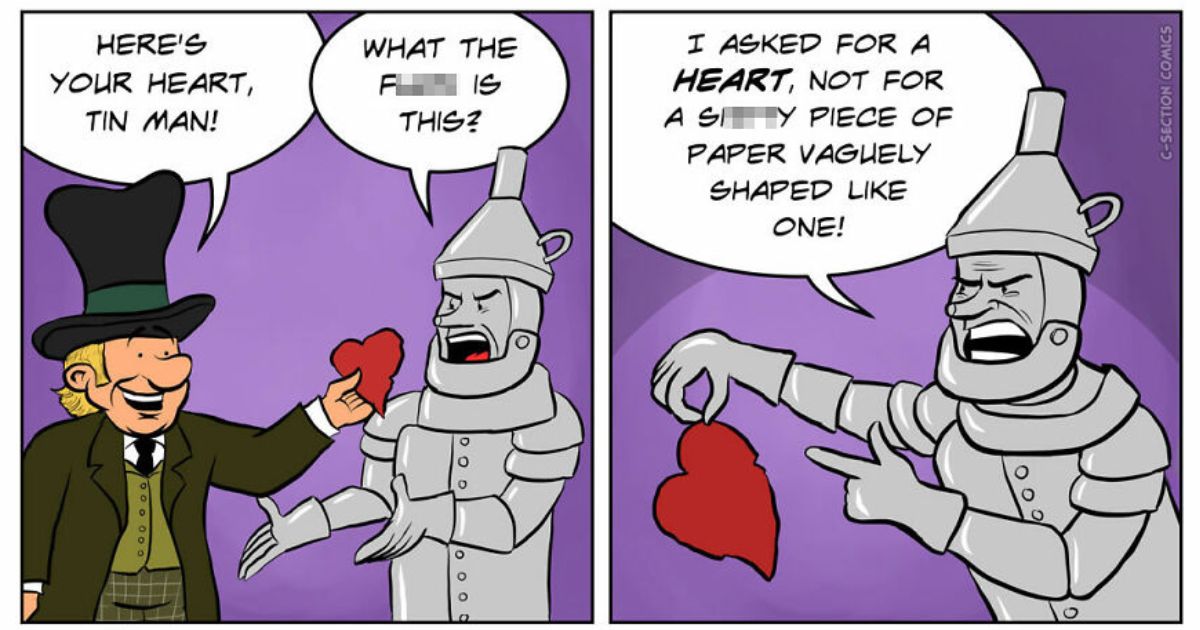 HERE'S
YOUR HEART,
TIN MAN!
WHAT THE
IS
THIS?
I ASKED FOR A
HEART, NOT FOR
A PIECE OF
PAPER VAGUELY
SHAPED LIKE
ONE!
C-SECTION COMICS